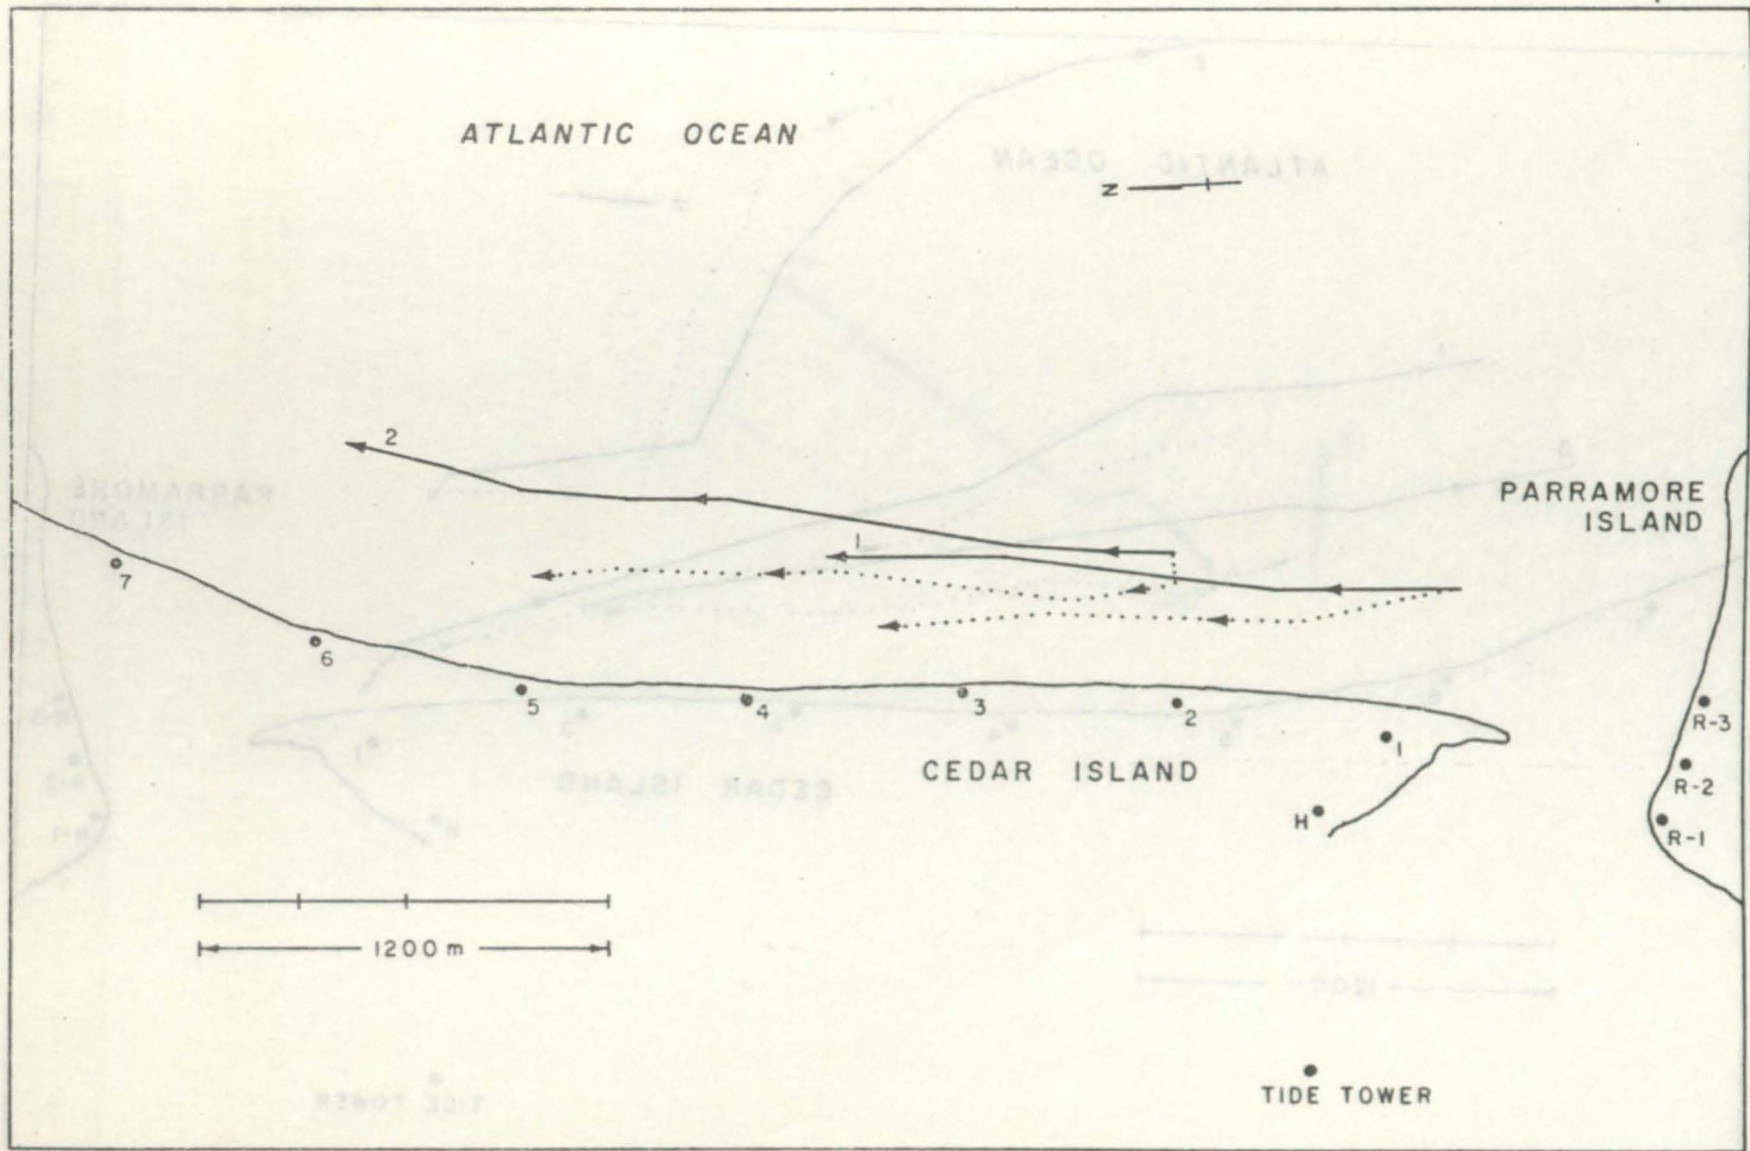 ATLANTIC OCEAN
N
2
1
PARRAMORE
ISLAND
7
6
5
4
3
2
1
R-3
CEDAR ISLAND
R-2
H
R-1
1200 m
TIDE TOWER